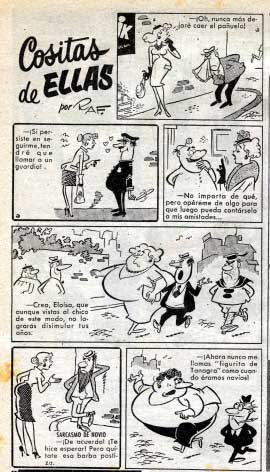 Cositas
de ELLAS
por RAF.
—¡Oh, nunca más de-
jaré caer el pañuelo!
—¡Si per-
siste en se-
guirme, ten-
dré que
llamar a un
guardia!.
—No importa de qué,
pero opéreme de algo para
que luego pueda contárselo
a mis amistades...
—Creo, Eloísa, que
aunque vistas al chico
de este modo, no lo-
grarás disimular tus
años.
SARCASMO DE NOVIO
—¡De acuerdo! ¡Te
hice esperar! Pero quí-
tate esa barba posti-
za.
—¡Ahora nunca me
llamas "figurita de
Tanagra" como cuan-
do éramos novios!